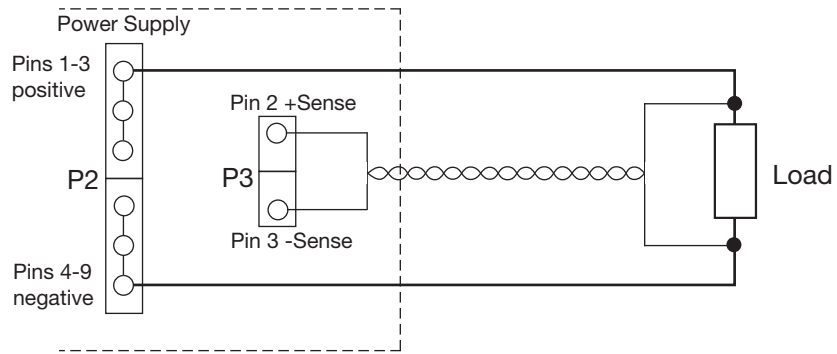 Power Supply
Pins 1-3
positive
Pin 2 +Sense
P2
P3
Load
Pin 3 -Sense
Pins 4-9
negative